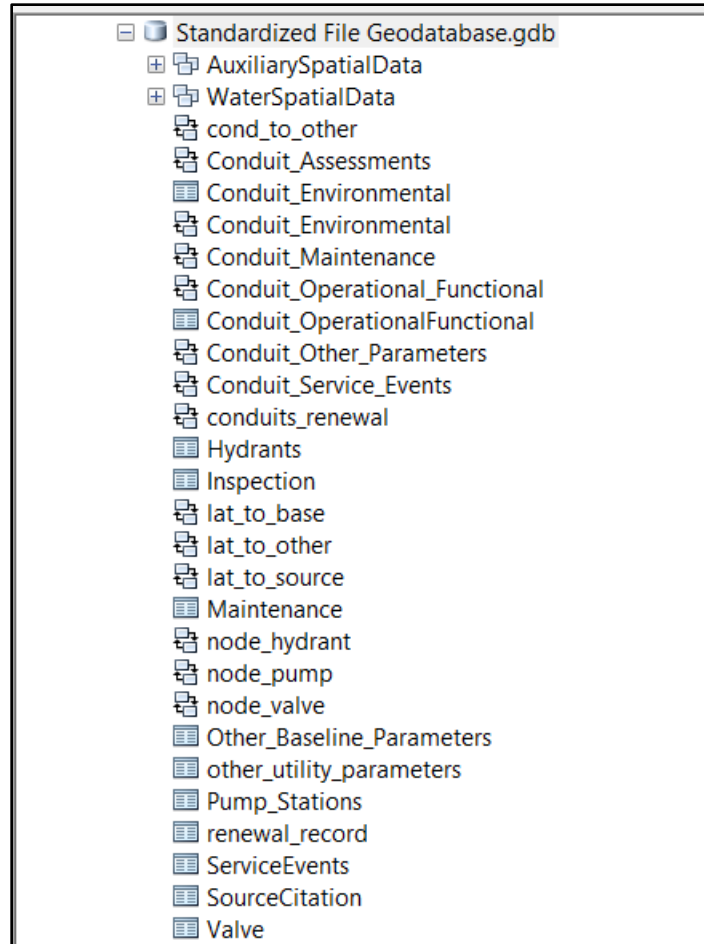 Standardized File Geodatabase.gdb
AuxiliarySpatialData
WaterSpatialData
cond_to_other
Conduit_Assessments
Conduit_Environmental
Conduit_Environmental
Conduit_Maintenance
Conduit_Operational_Functional
Conduit_OperationalFunctional
Conduit_Other_Parameters
Conduit_Service_Events
conduits_renewal
Hydrants
Inspection
lat_to_base
lat_to_other
lat_to_source
Maintenance
node_hydrant
node_pump
node_valve
Other_Baseline_Parameters
other_utility_parameters
Pump_Stations
renewal_record
ServiceEvents
SourceCitation
Valve